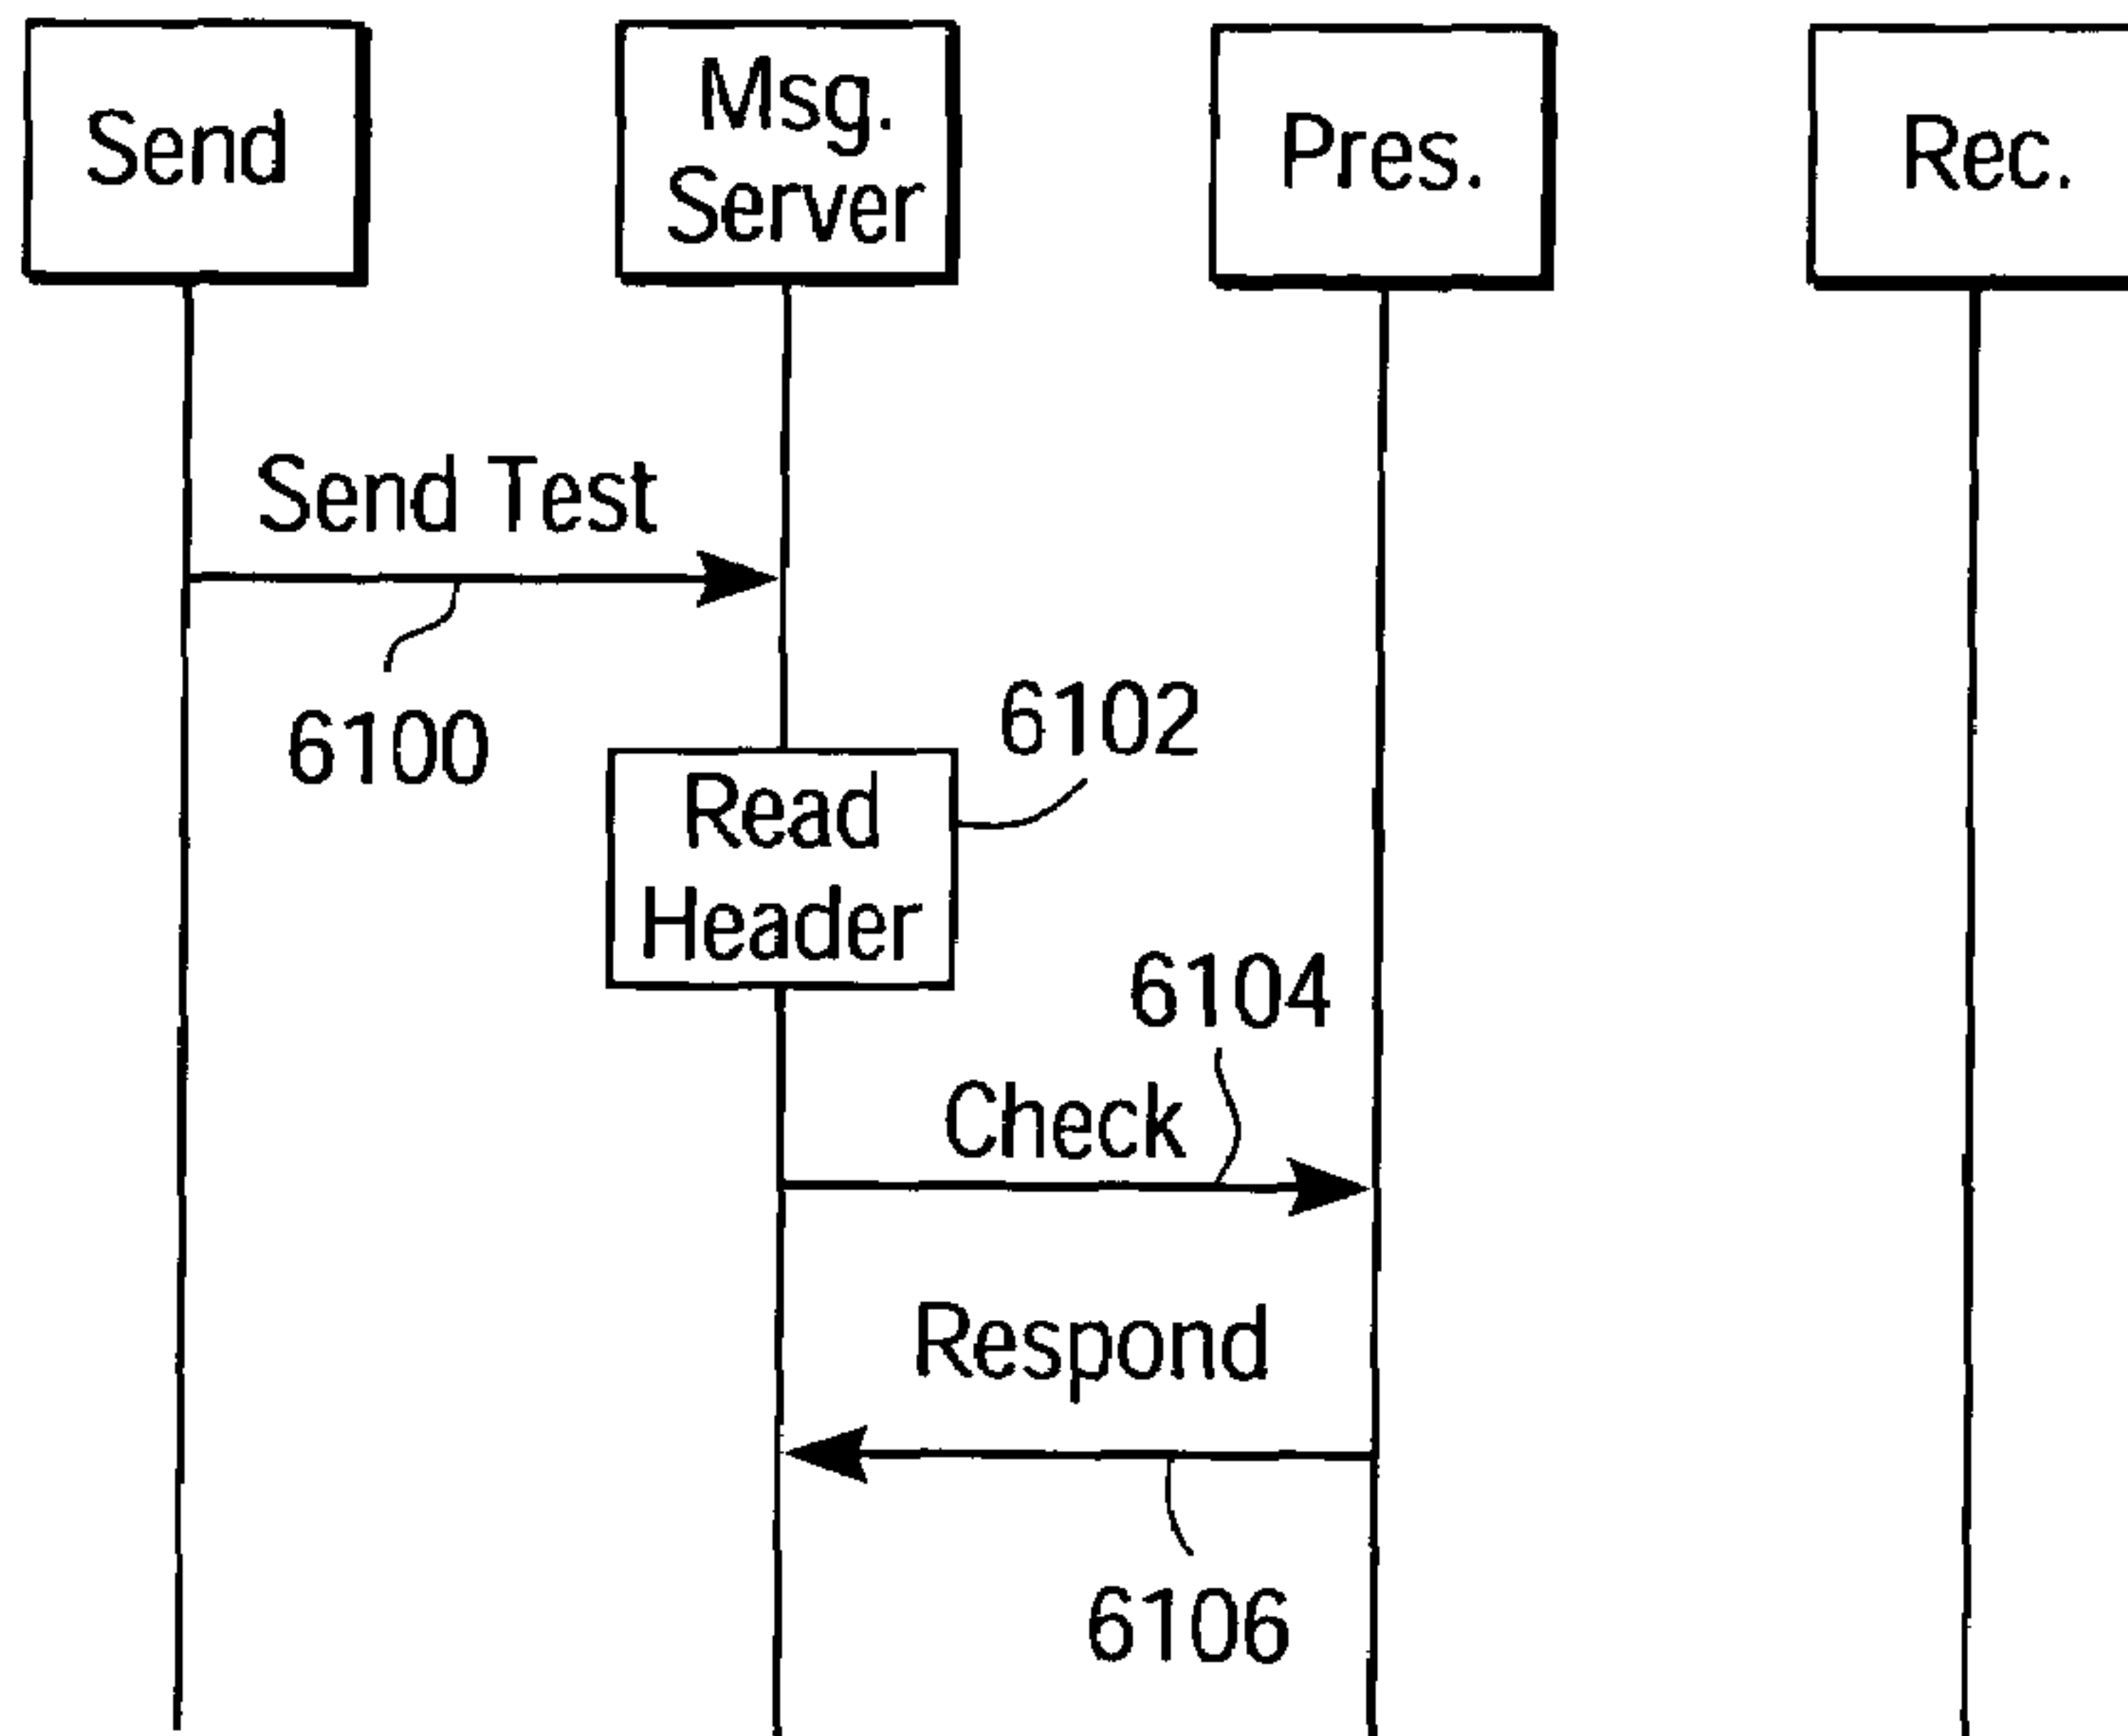 Send
Msg.
Server
Pres.
Rec.
Send Test
6100
6102
Read
Header
6104
Check
Respond
6106